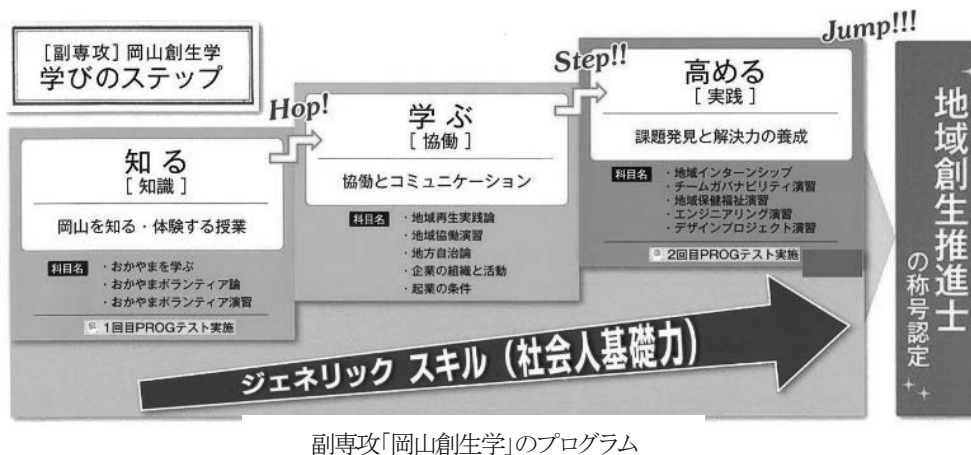 [副専攻]岡山創生学
学びのステップ
Hop!
Step!!
Jump!!!
知る
[知識]
岡山を知る・体験する授業
科目名
・おかやまを学ぶ
・おかやまボランティア論
・おかやまボランティア演習
1回目PROGテスト実施
学ぶ
[協働]
協働とコミュニケーション
科目名
・地域再生実践論
・地域協働演習
・地方自治論
・企業の組織と活動
・起業の条件
高める
[実践]
課題発見と解決力の養成
科目名
・地域インターンシップ
・チームガバナビリティ演習
・地域保健福祉演習
・エンジニアリング演習
・デザインプロジェクト演習
2回目PROGテスト実施
ジェネリック スキル(社会人基礎力)
地域創生推進士
の称号認定
副専攻「岡山創生学」のプログラム